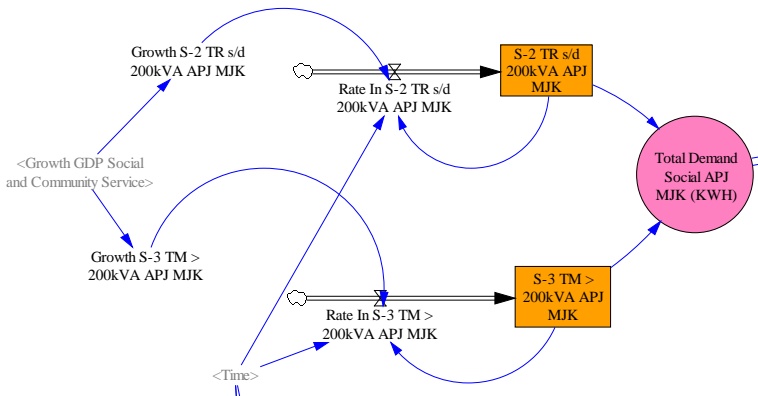 Growth S-2 TR s/d
200kVA APJ MJK
Rate In S-2 TR s/d
200kVA APJ MJK
S-2 TR s/d
200kVA APJ
MJK
<Growth GDP Social
and Community Service>
Total Demand
Social APJ
MJK (KWH)
Growth S-3 TM >
200kVA APJ MJK
Rate In S-3 TM >
200kVA APJ MJK
S-3 TM >
200kVA APJ
MJK
<Time>